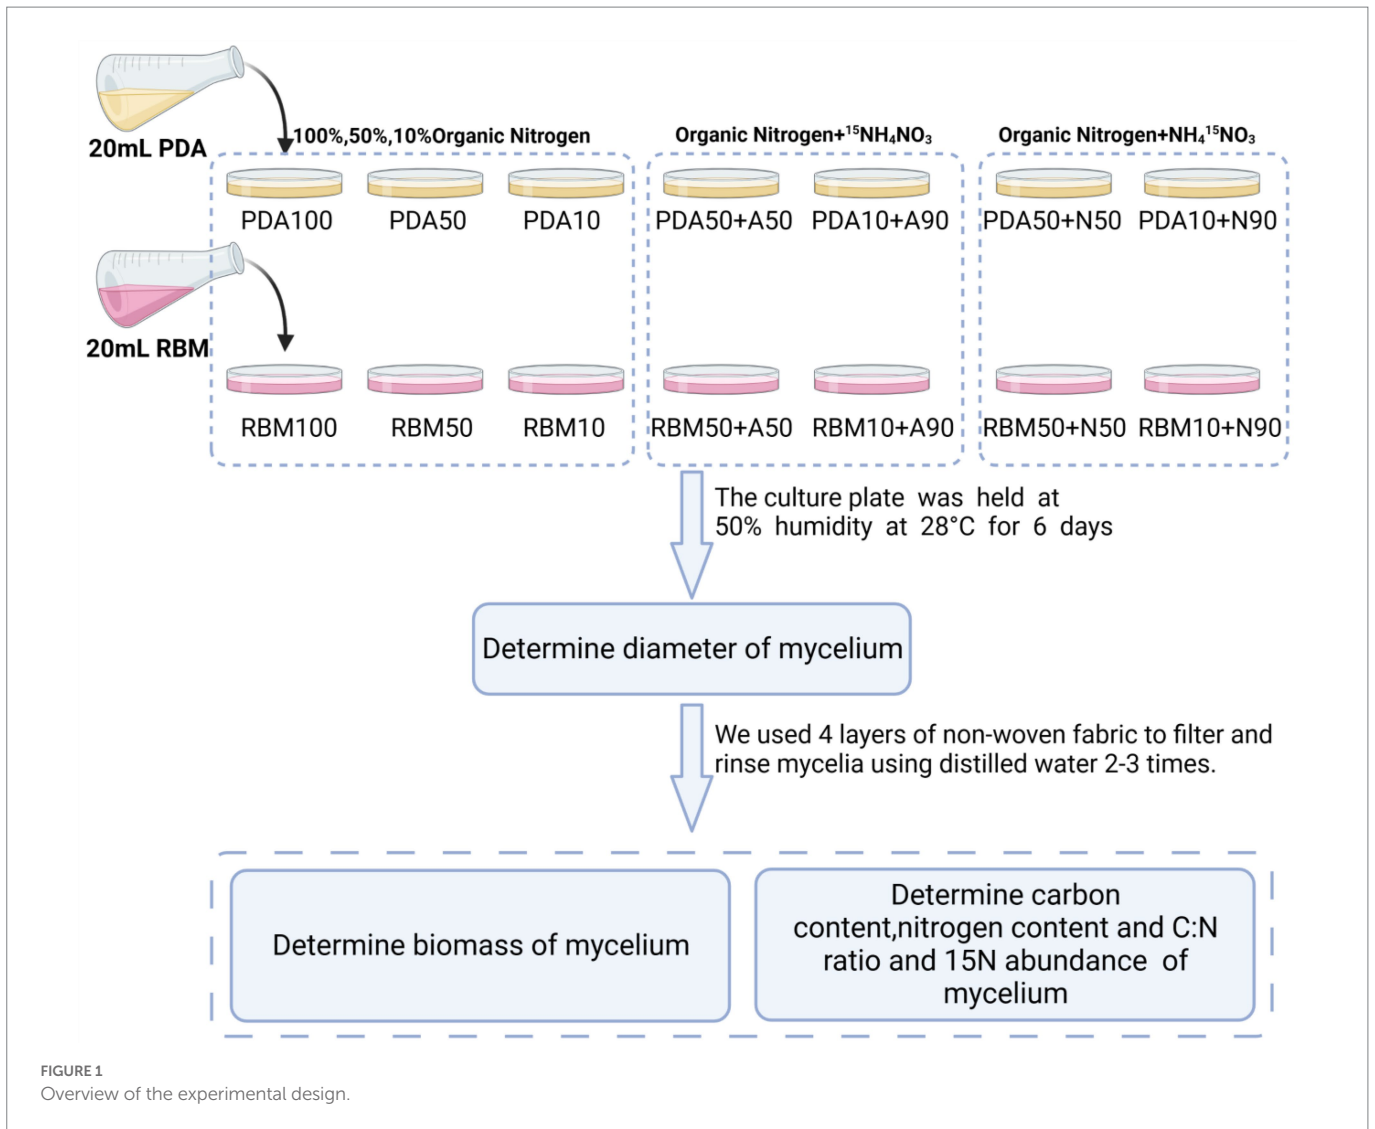 20mL PDA
100%,50%,10%Organic Nitrogen
Organic Nitrogen+¹⁵NH₄NO₃
Organic Nitrogen+NH₄¹⁵NO₃
PDA100
PDA50
PDA10
PDA50+A50
PDA10+A90
PDA50+N50
PDA10+N90
20mL RBM
RBM100
RBM50
RBM10
RBM50+A50
RBM10+A90
RBM50+N50
RBM10+N90
The culture plate was held at
50% humidity at 28°C for 6 days
Determine diameter of mycelium
We used 4 layers of non-woven fabric to filter and
rinse mycelia using distilled water 2-3 times.
Determine biomass of mycelium
Determine carbon
content,nitrogen content and C:N
ratio and 15N abundance of
mycelium
FIGURE 1
Overview of the experimental design.